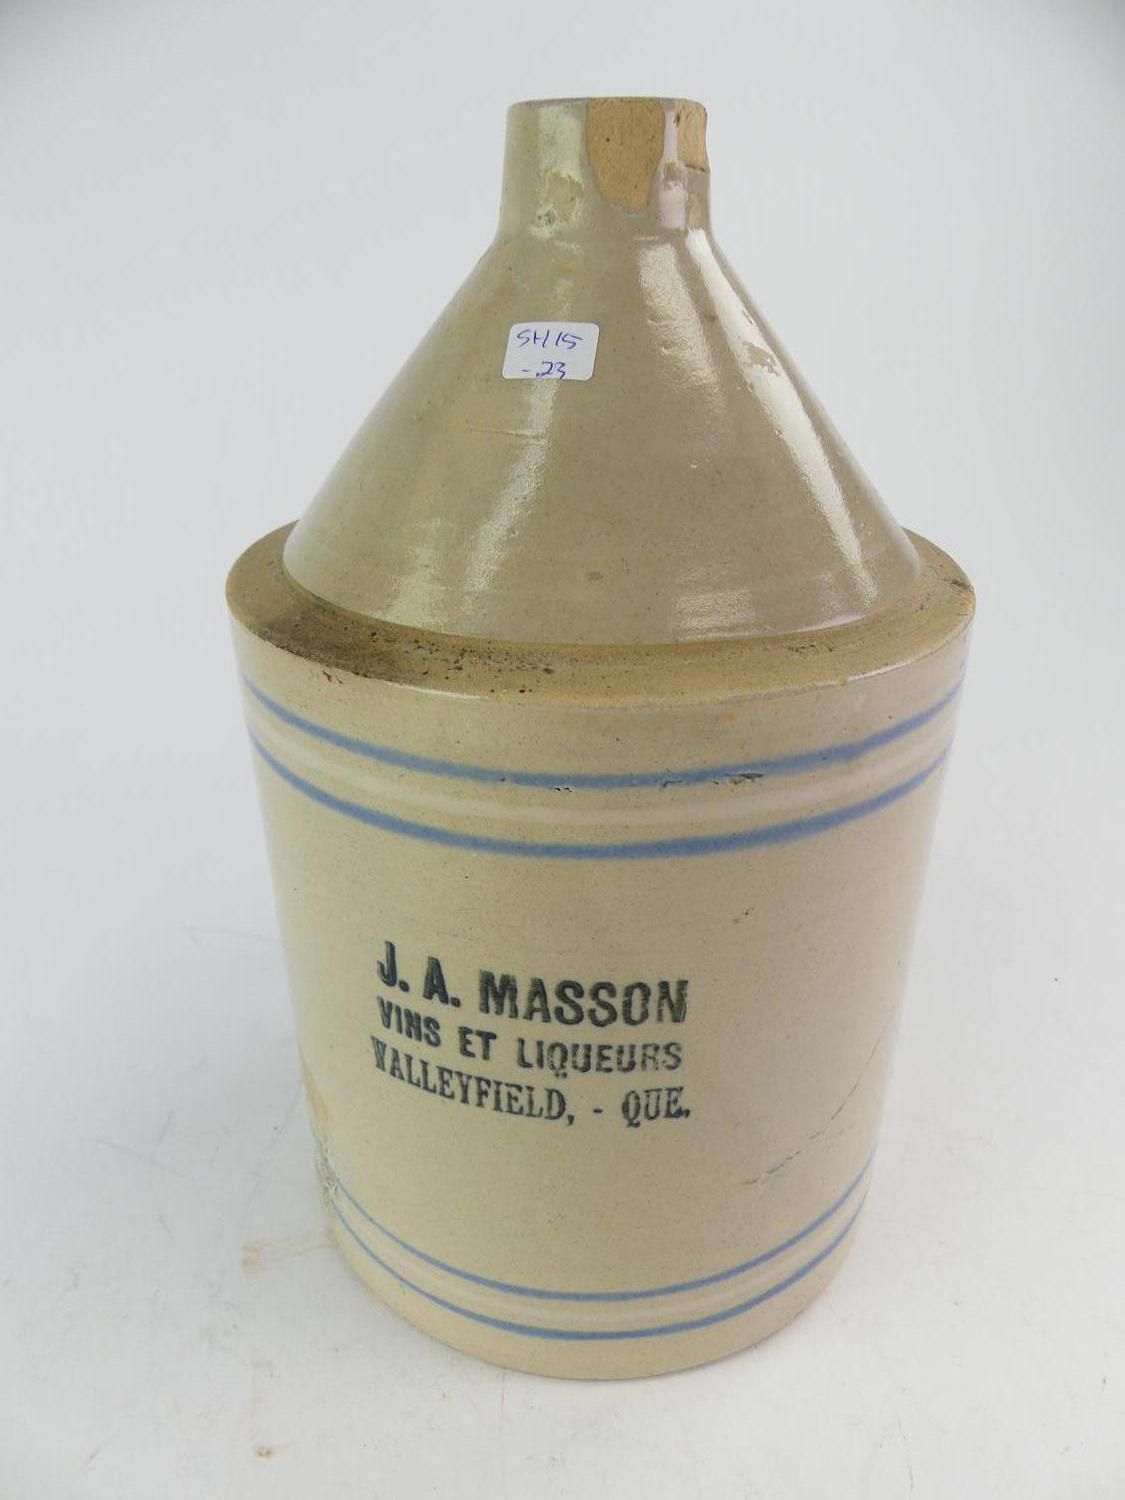 SH15
-.23
J. A. MASSON
VINS ET LIQUEURS
VALLEYFIELD, - QUE.